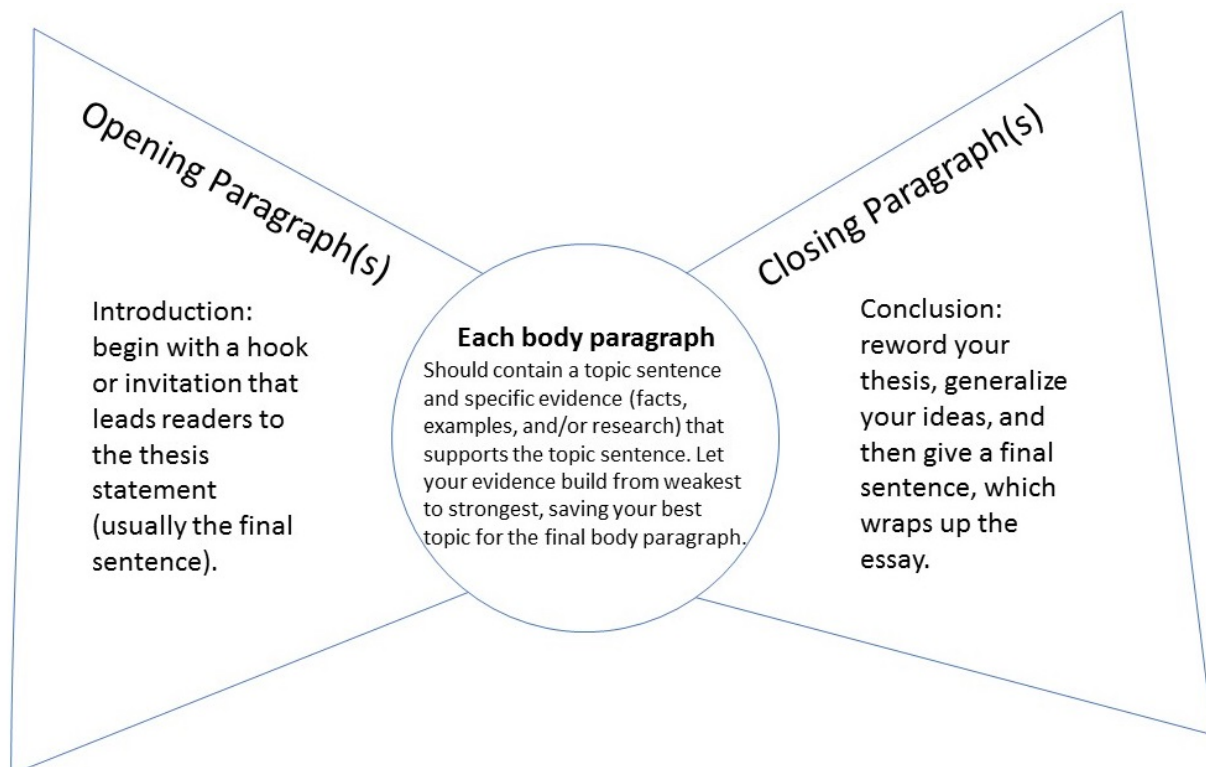 Opening Paragraph(s)
Introduction:
begin with a hook
or invitation that
leads readers to
the thesis
statement
(usually the final
sentence).
Each body paragraph
Should contain a topic sentence
and specific evidence (facts,
examples, and/or research) that
supports the topic sentence. Let
your evidence build from weakest
to strongest, saving your best
topic for the final body paragraph.
Closing Paragraph(s)
Conclusion:
reword your
thesis, generalize
your ideas, and
then give a final
sentence, which
wraps up the
essay.